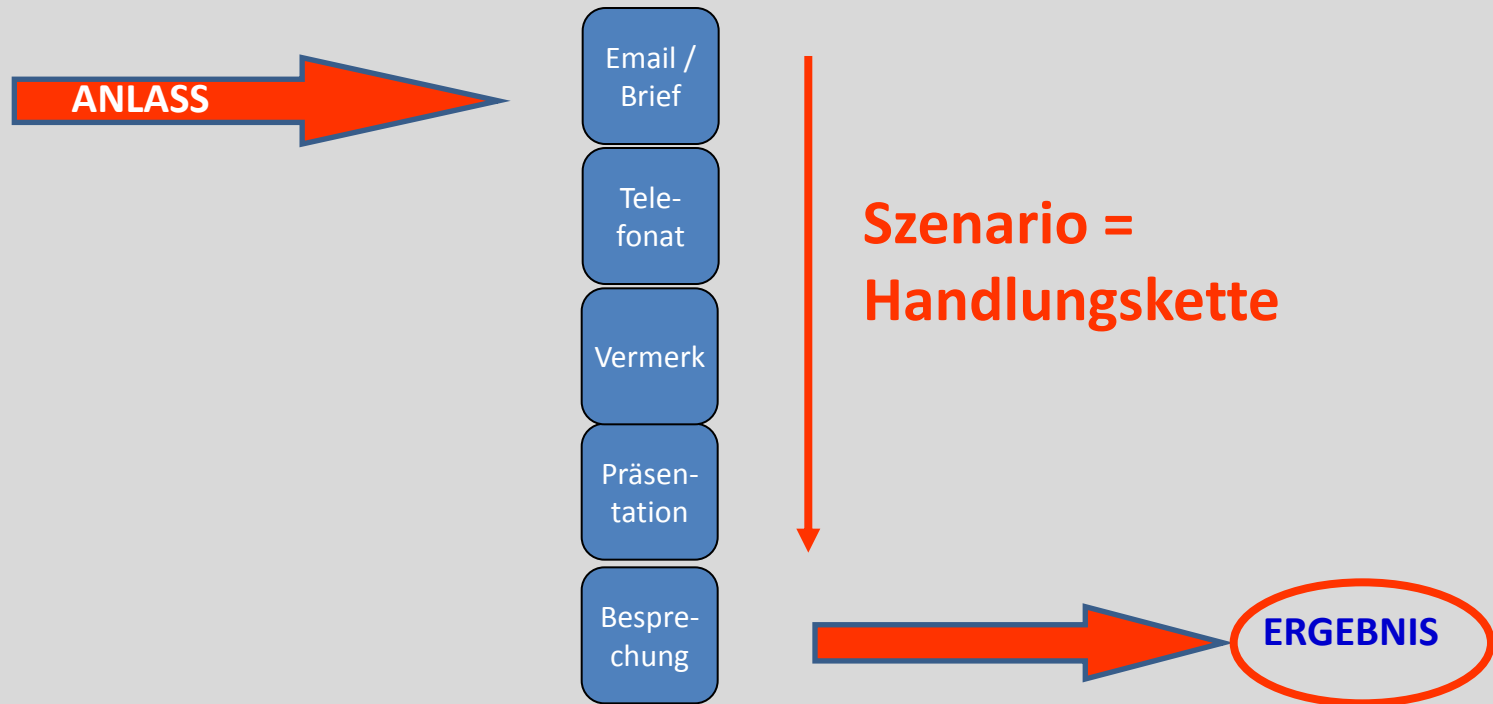 ANLASS
Email /
Brief
Tele-
fonat
Vermerk
Präsen-
tation
Bespre-
chung
Szenario =
Handlungskette
ERGEBNIS